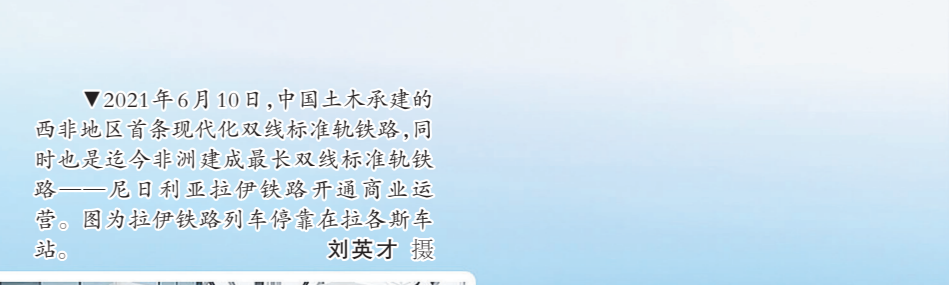 ▼2021年6月10日,中国土木承建的
西非地区首条现代化双线标准轨铁路,同
时也是迄今非洲建成最长双线标准轨铁
路——尼日利亚拉伊铁路开通商业运
营。图为拉伊铁路列车停靠在拉各斯车
站。 刘英才 摄